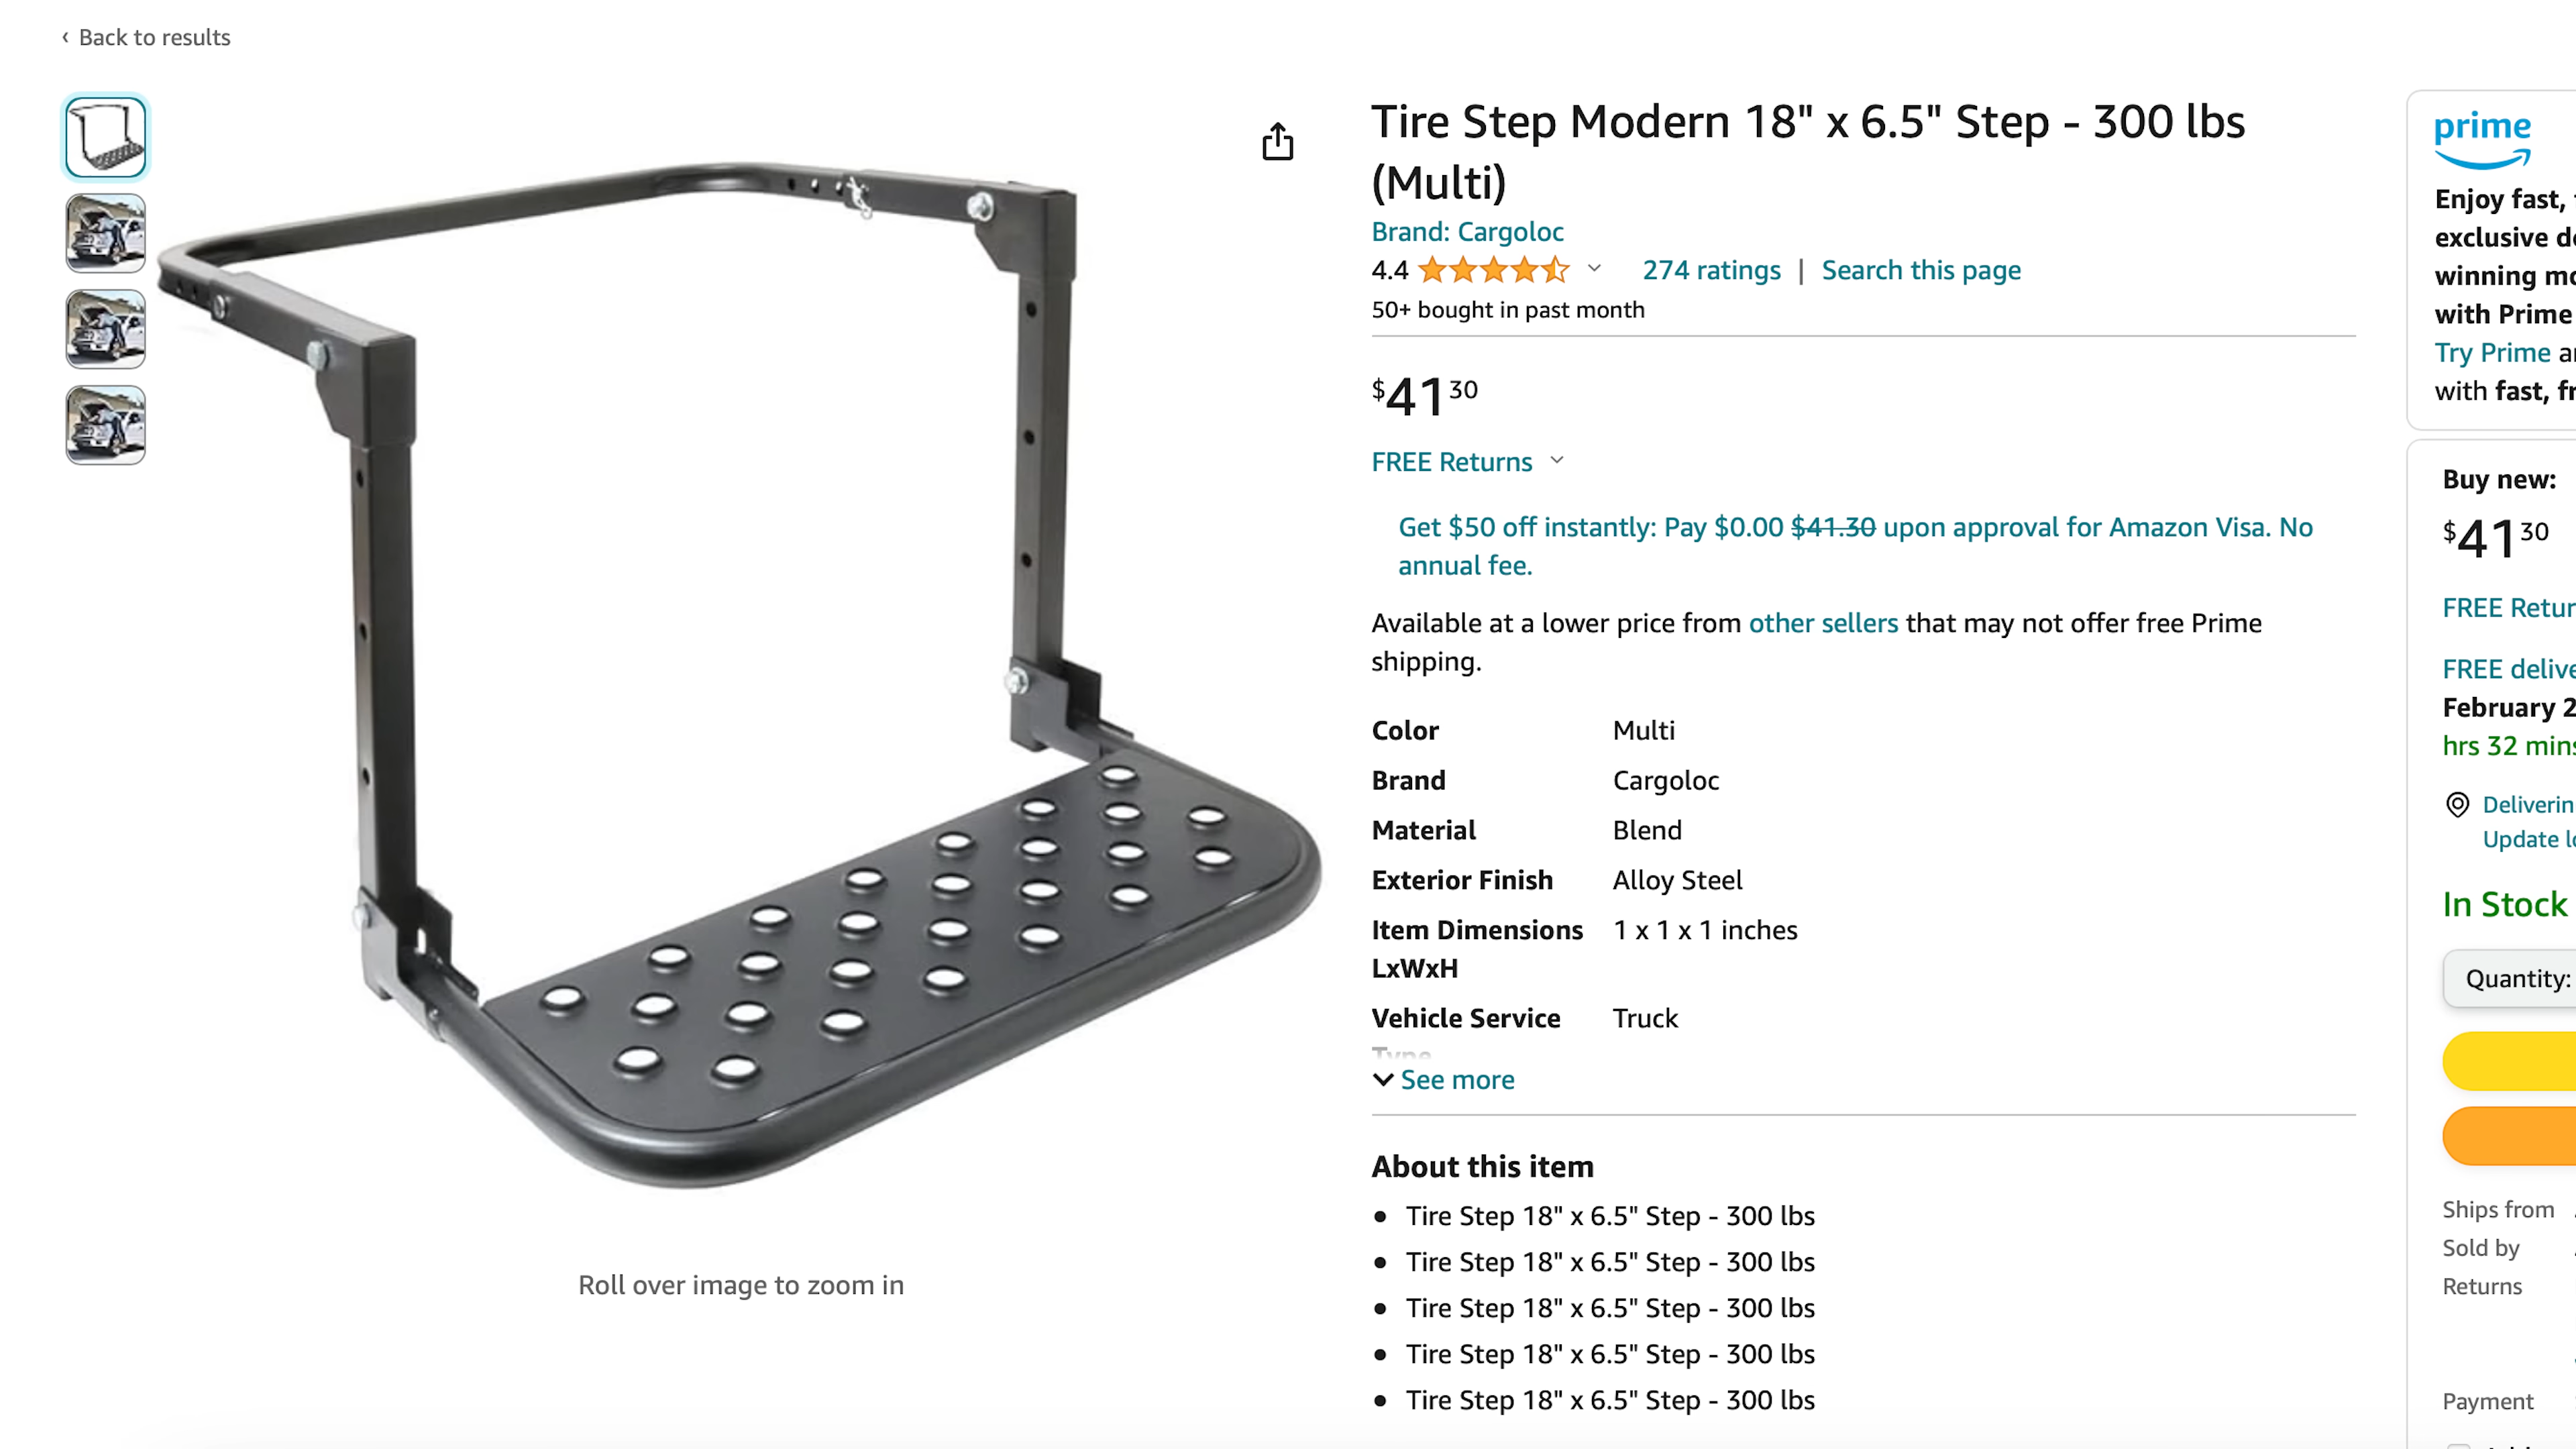 ‹ Back to results
Tire Step Modern 18" x 6.5" Step - 300 lbs
(Multi)
Brand: Cargoloc
4.4
274 ratings | Search this page
50+ bought in past month
$41 30
FREE Returns
Get $50 off instantly: Pay $0.00 $41.30 upon approval for Amazon Visa. No
annual fee.
Available at a lower price from other sellers that may not offer free Prime
shipping.
Color Multi
Brand Cargoloc
Material Blend
Exterior Finish Alloy Steel
Item Dimensions 1 x 1 x 1 inches
LxWxH
Vehicle Service Truck
Type
See more
About this item
• Tire Step 18" x 6.5" Step - 300 lbs
• Tire Step 18" x 6.5" Step - 300 lbs
• Tire Step 18" x 6.5" Step - 300 lbs
• Tire Step 18" x 6.5" Step - 300 lbs
• Tire Step 18" x 6.5" Step - 300 lbs
Roll over image to zoom in
prime
Enjoy fast,
exclusive
winning
with Prime
Try Prime
with fast,
Buy new:
$41 30
FREE
FREE
February 2
hrs 32
Update
In Stock
Quantity:
Ships from
Sold by
Returns
Payment